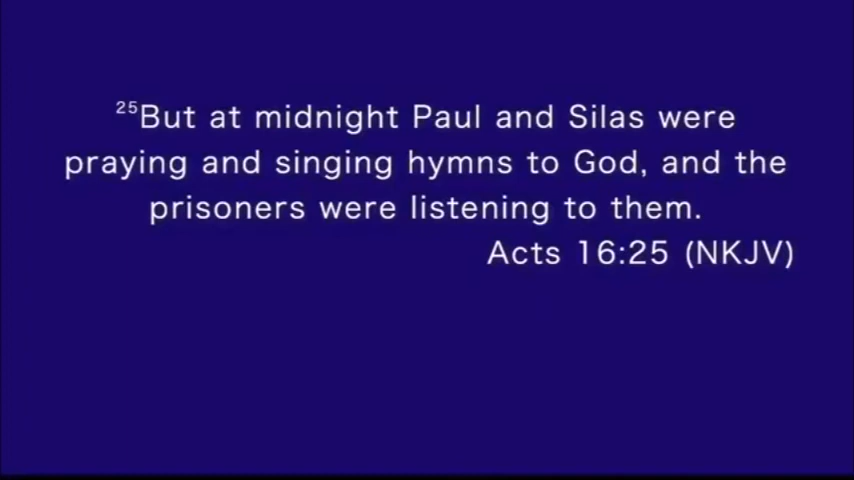 25But at midnight Paul and Silas were
praying and singing hymns to God, and the
prisoners were listening to them.
Acts 16:25 (NKJV)